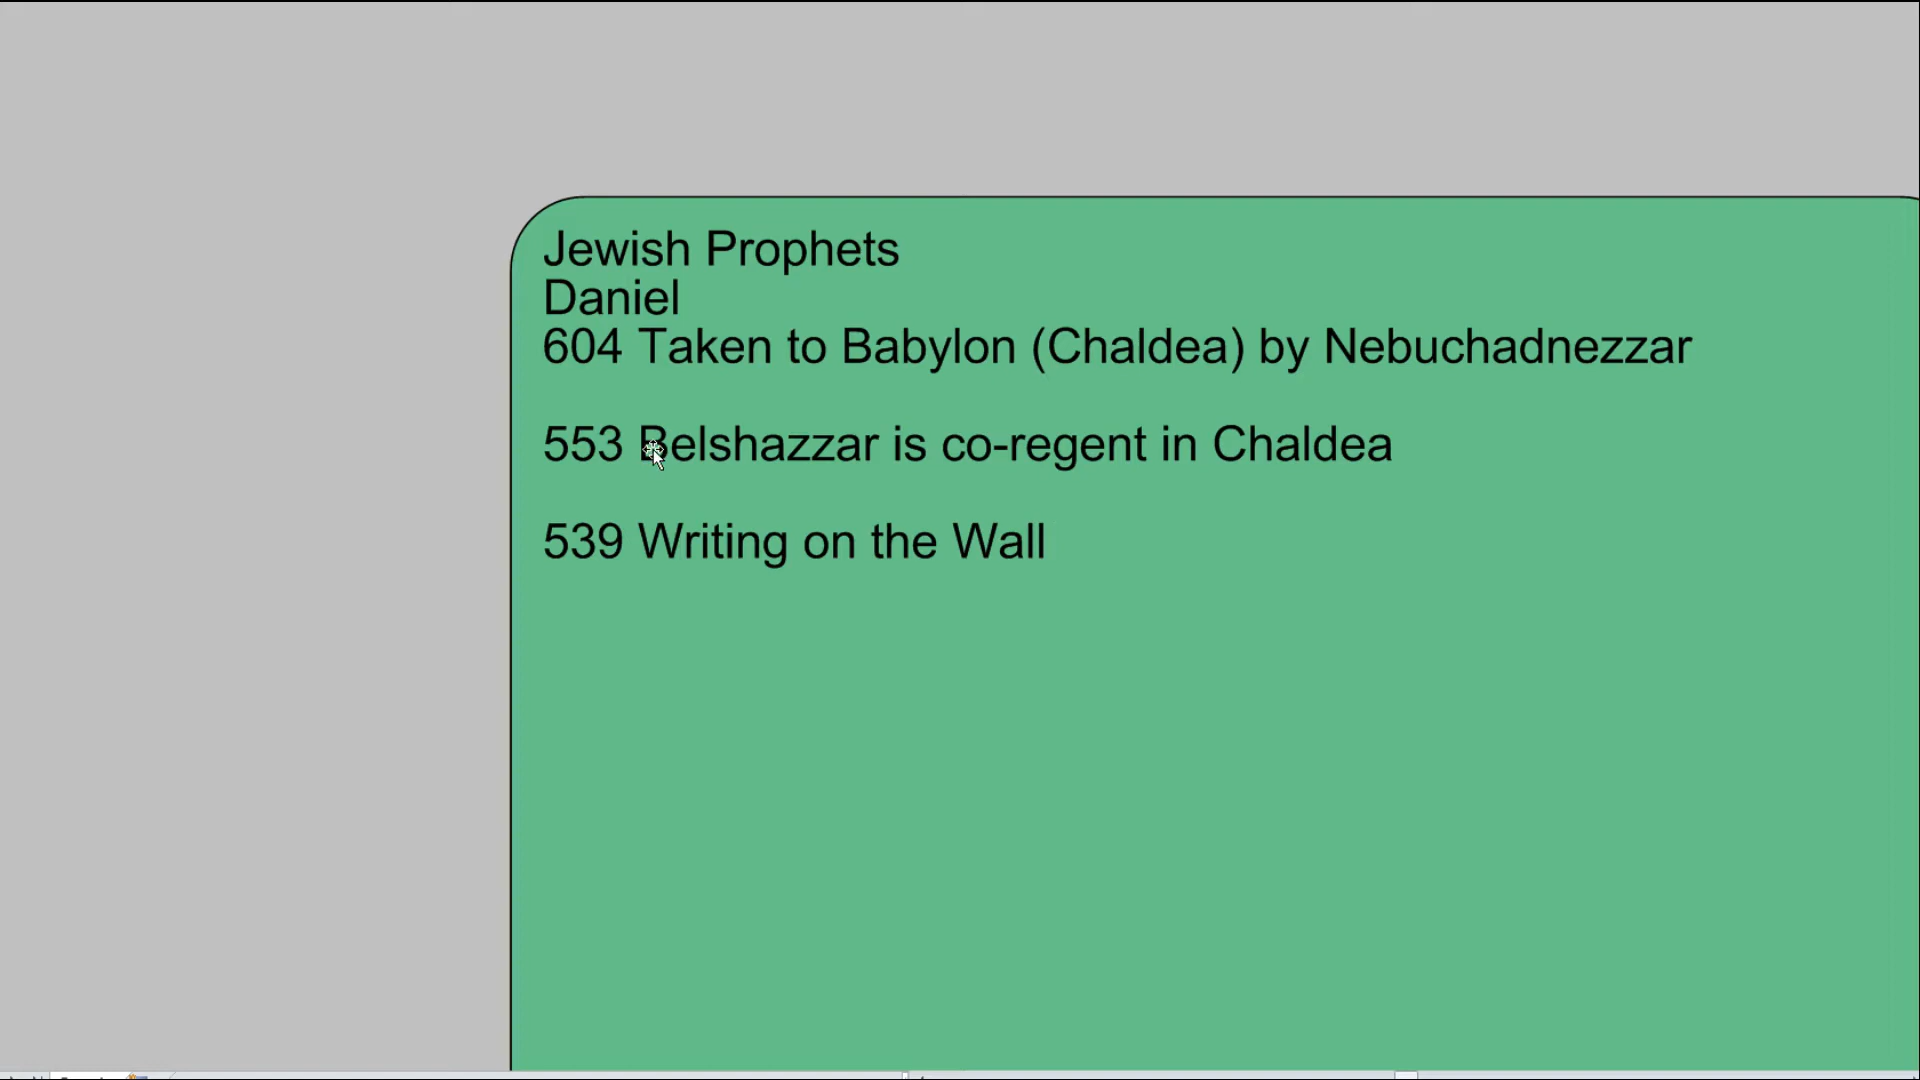 Jewish Prophets
Daniel
604 Taken to Babylon (Chaldea) by Nebuchadnezzar
553 Belshazzar is co-regent in Chaldea
539 Writing on the Wall